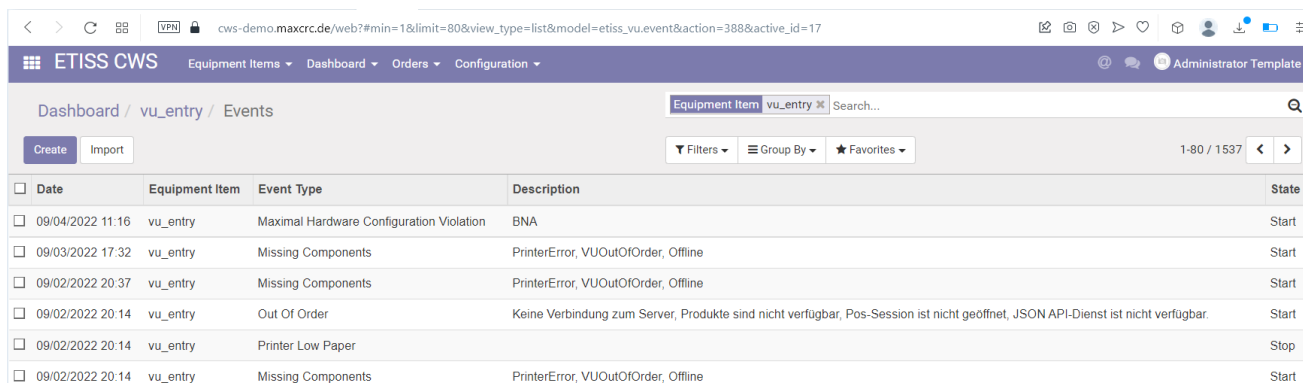 VPN cws-demo.maxcrc.de/web?#min=1&limit=80&view_type=list&model=etiss_vu.event&action=388&active_id=17
ETISS CWS Equipment Items Dashboard Orders Configuration @ Administrator Template
Dashboard / vu_entry / Events Equipment Item vu_entry Search...
Create Import Filters Group By Favorites 1-80 / 1537
Date Equipment Item Event Type Description State
09/04/2022 11:16 vu_entry Maximal Hardware Configuration Violation BNA Start
09/03/2022 17:32 vu_entry Missing Components PrinterError, VUOutOfOrder, Offline Start
09/02/2022 20:37 vu_entry Missing Components PrinterError, VUOutOfOrder, Offline Start
09/02/2022 20:14 vu_entry Out Of Order Keine Verbindung zum Server, Produkte sind nicht verfügbar, Pos-Session ist nicht geöffnet, JSON API-Dienst ist nicht verfügbar. Start
09/02/2022 20:14 vu_entry Printer Low Paper Stop
09/02/2022 20:14 vu_entry Missing Components PrinterError, VUOutOfOrder, Offline Start